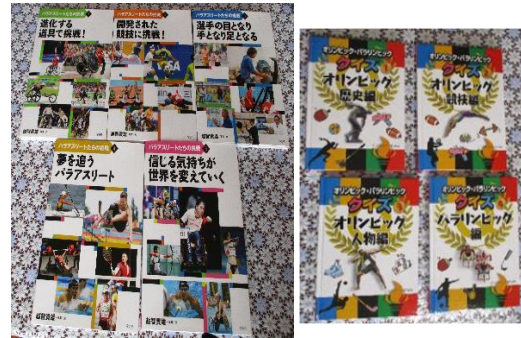 パラアスリートたちの挑戦
進化する
道具で挑戦!
パラアスリートたちの挑戦
開発された
競技に挑戦!
パラアスリートたちの挑戦
選手の目となり
手となり足となる
パラアスリートたちの挑戦
夢を追う
パラアスリート
パラアスリートたちの挑戦
信じる気持ちが
世界を変えていく
オリンピック・パラリンピック
クイズ
オリンピック
歴史編
オリンピック・パラリンピック
クイズ
オリンピック
競技編
オリンピック・パラリンピック
クイズ
オリンピック
人物編
オリンピック・パラリンピック
クイズ
パラリンピック
編